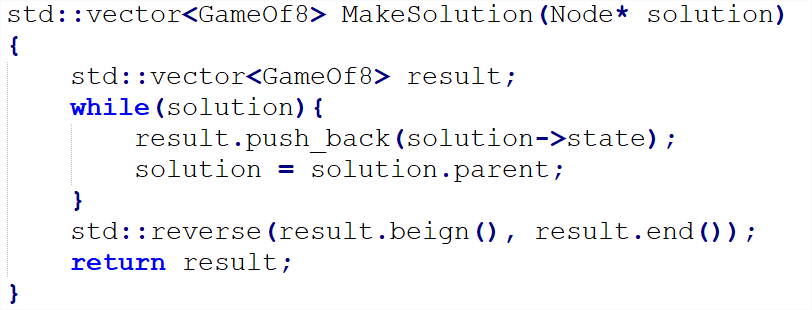 std::vector<GameOf8> MakeSolution(Node* solution)
{
    std::vector<GameOf8> result;
    while(solution){
        result.push_back(solution->state);
        solution = solution.parent;
    }
    std::reverse(result.beign(), result.end());
    return result;
}